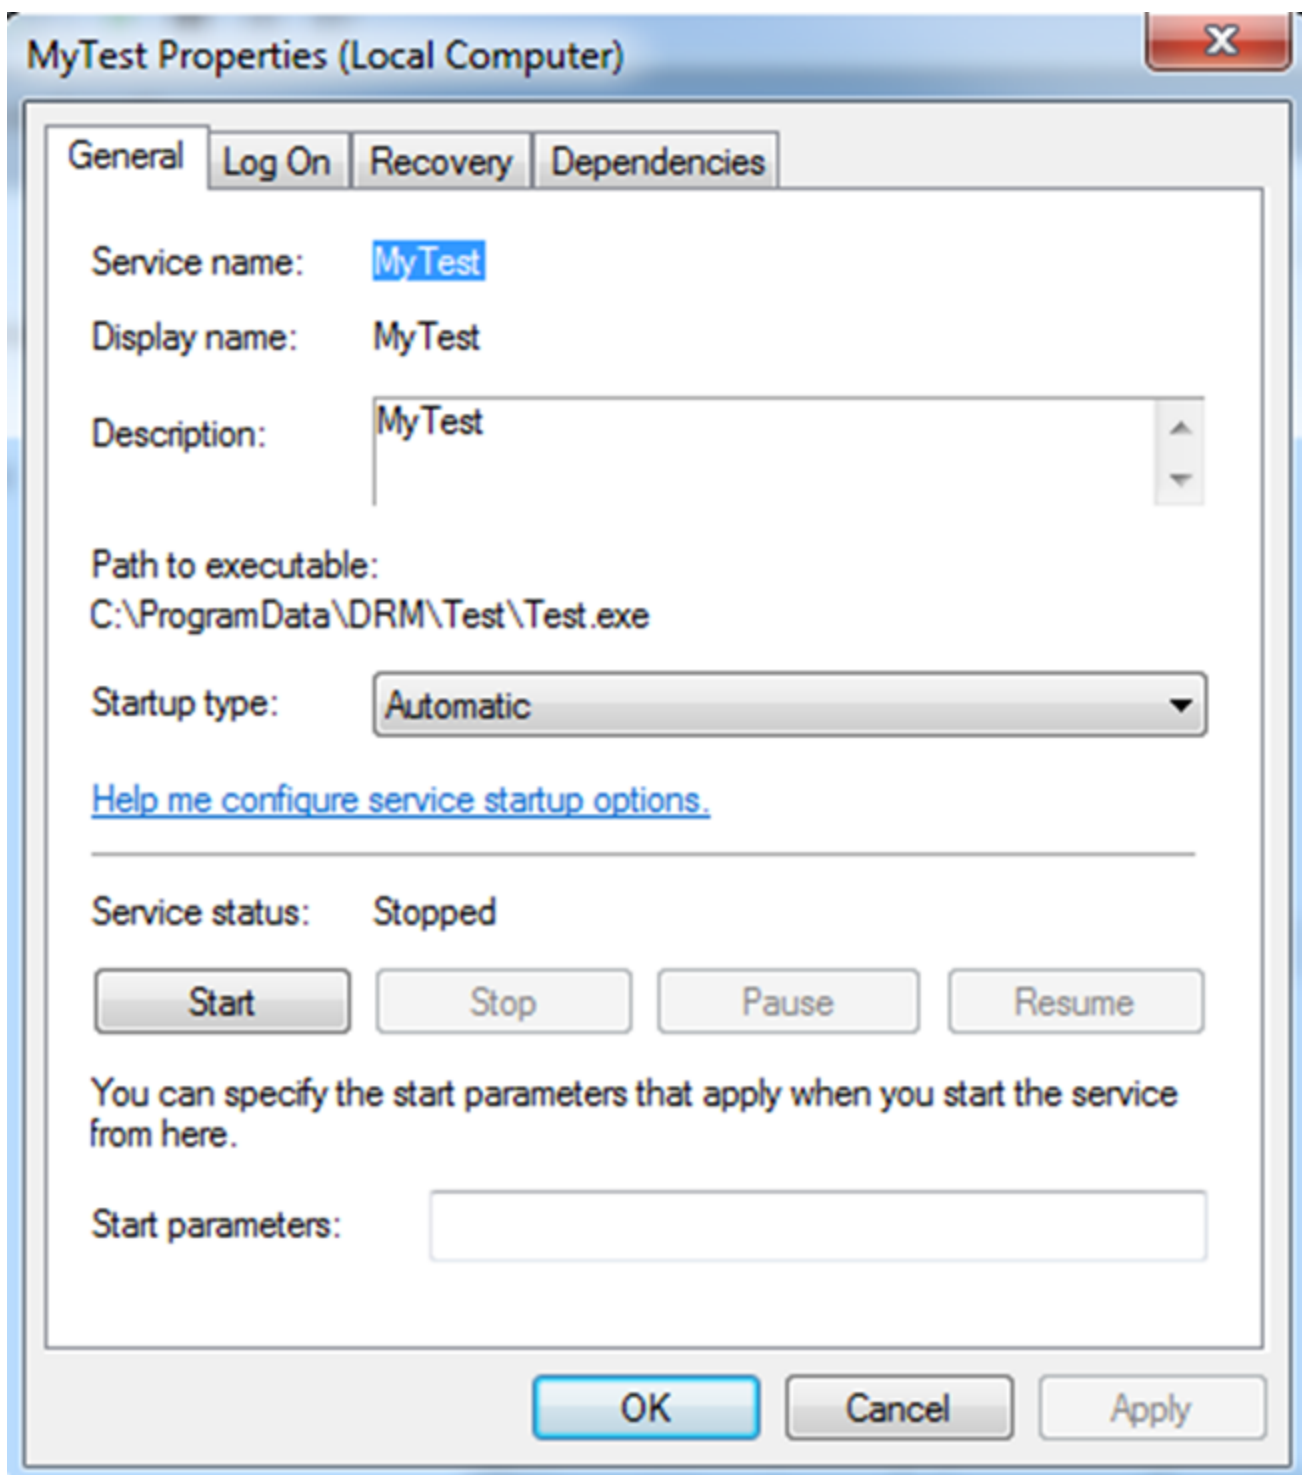 MyTest Properties (Local Computer)
General Log On Recovery Dependencies
Service name: MyTest
Display name: MyTest
Description: MyTest
Path to executable:
C:\ProgramData\DRM\Test\Test.exe
Startup type: Automatic
Help me configure service startup options.
Service status: Stopped
Start Stop Pause Resume
You can specify the start parameters that apply when you start the service
from here.
Start parameters:
OK Cancel Apply